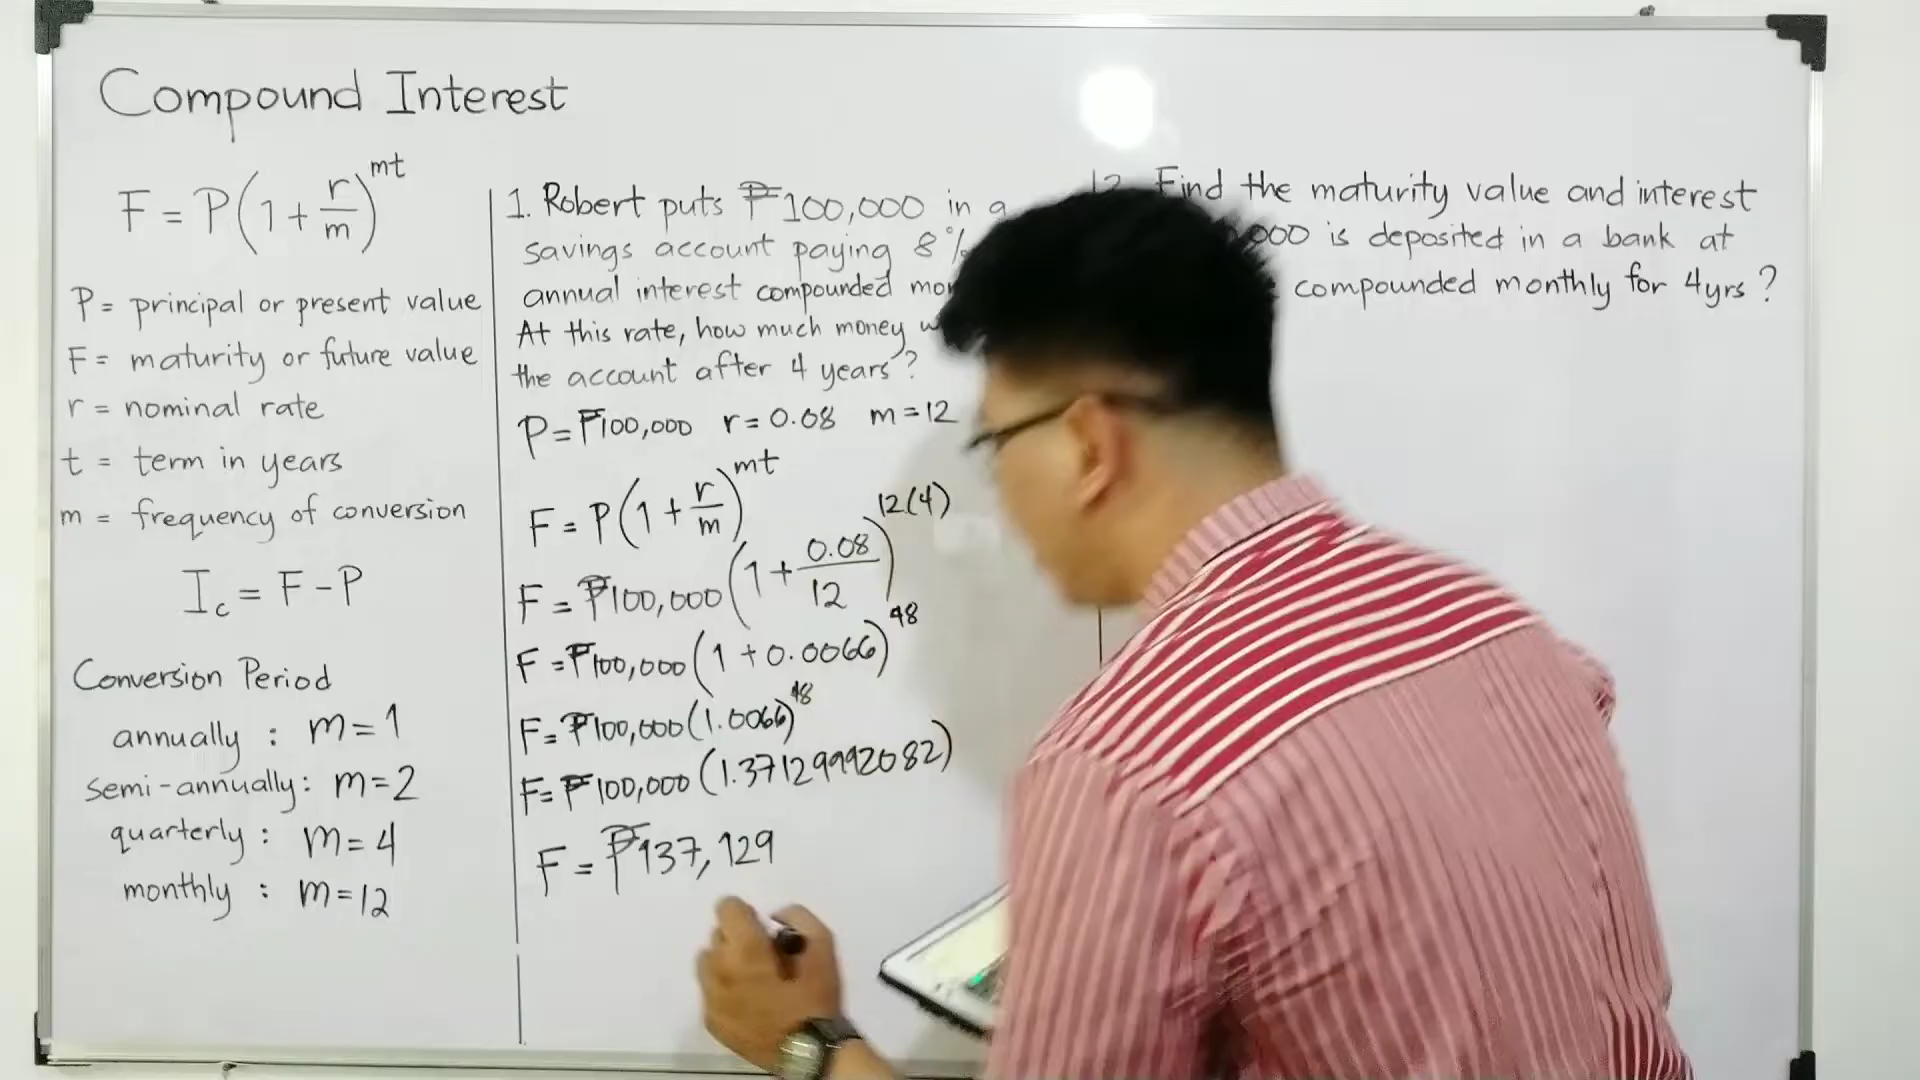 Compound Interest
F = P(1 + r/m)^mt
P = principal or present value
F = maturity or future value
r = nominal rate
t = term in years
m = frequency of conversion
I_c = F - P
Conversion Period
annually : m = 1
semi-annually : m = 2
quarterly : m = 4
monthly : m = 12
1. Robert puts ₱100,000 in a
savings account paying 8%
annual interest compounded
At this rate, how much money
the account after 4 years?
P = ₱100,000 r = 0.08 m = 12
F = P(1 + r/m)^mt
F = ₱100,000(1 + 0.08/12)^12(4)
F = ₱100,000(1 + 0.0066)^48
F = ₱100,000(1.0066)^48
F = ₱100,000(1.37129992082)
F = ₱137,129
Find the maturity value and interest
000 is deposited in a bank at
compounded monthly for 4yrs?